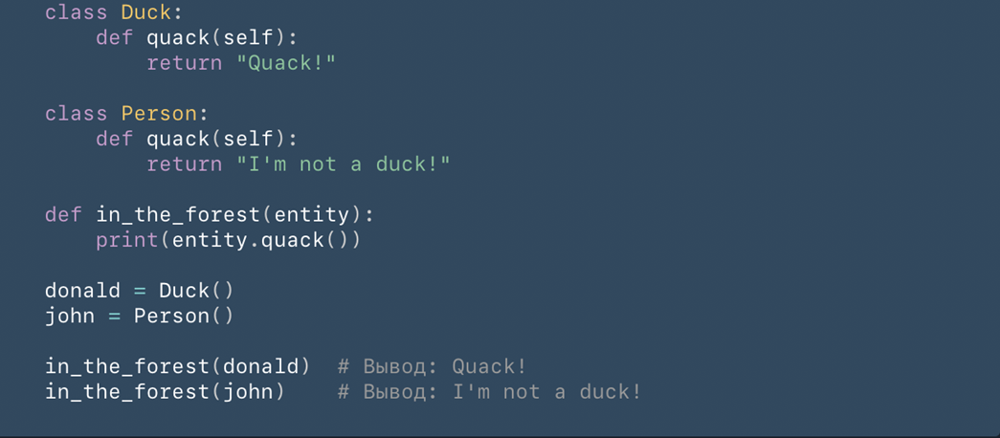 class Duck:
    def quack(self):
        return "Quack!"

class Person:
    def quack(self):
        return "I'm not a duck!"

def in_the_forest(entity):
    print(entity.quack())

donald = Duck()
john = Person()

in_the_forest(donald)  # Вывод: Quack!
in_the_forest(john)    # Вывод: I'm not a duck!